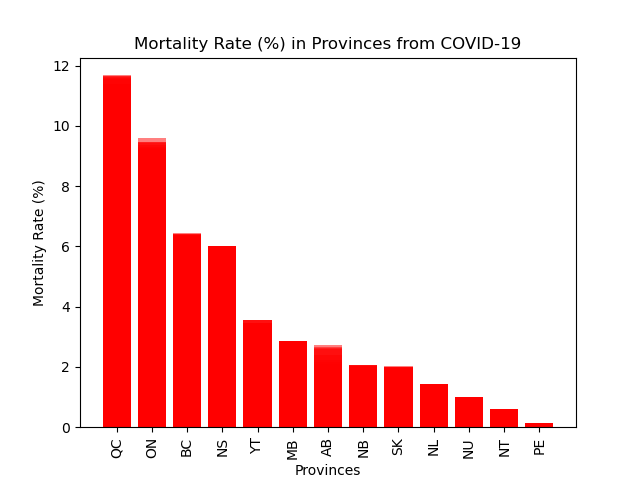 Mortality Rate (%) in Provinces from COVID-19
Mortality Rate (%)
12
10
8
6
4
2
0
QC ON BC NS YT MB AB NB SK NL NU NT PE
Provinces